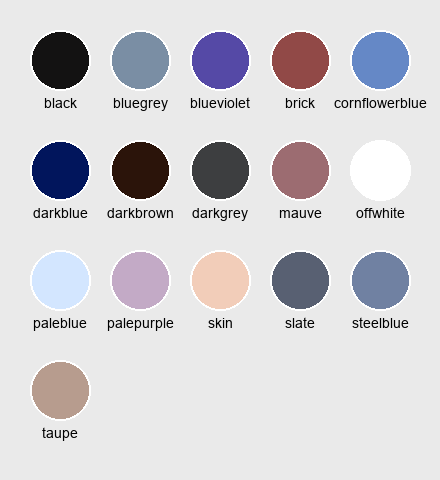 black bluegrey blueviolet brick cornflowerblue
darkblue darkbrown darkgrey mauve offwhite
paleblue palepurple skin slate steelblue
taupe